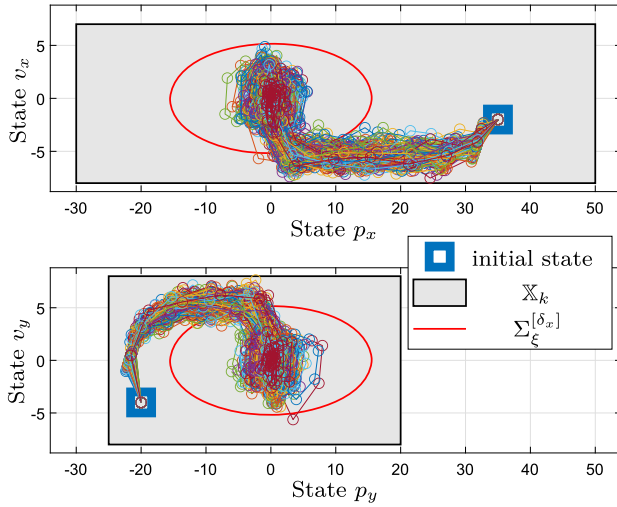 State v_x
5
0
-5
-30 -20 -10 0 10 20 30 40 50
State p_x
initial state
𝕏_k
Σ_ξ^{[δ_x]}
State v_y
5
0
-5
-30 -20 -10 0 10 20 30 40 50
State p_y